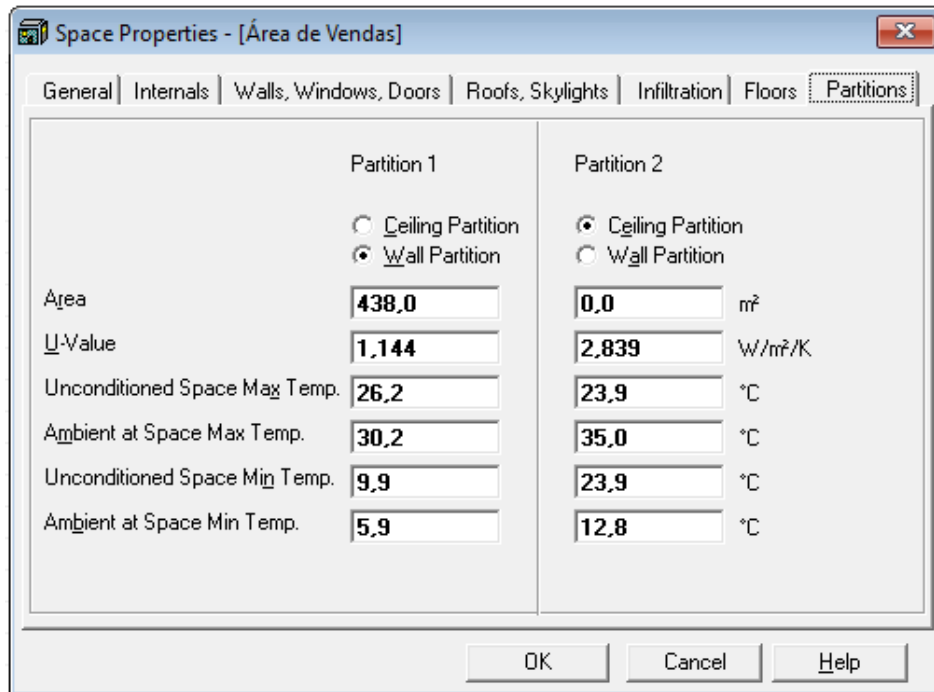 Space Properties - [Área de Vendas]
General Internals Walls, Windows, Doors Roofs, Skylights Infiltration Floors Partitions
Partition 1 Partition 2
Ceiling Partition Ceiling Partition
Wall Partition Wall Partition
Area 438,0 0,0 m²
U-Value 1,144 2,839 W/m²/K
Unconditioned Space Max Temp. 26,2 23,9 °C
Ambient at Space Max Temp. 30,2 35,0 °C
Unconditioned Space Min Temp. 9,9 23,9 °C
Ambient at Space Min Temp. 5,9 12,8 °C
OK Cancel Help